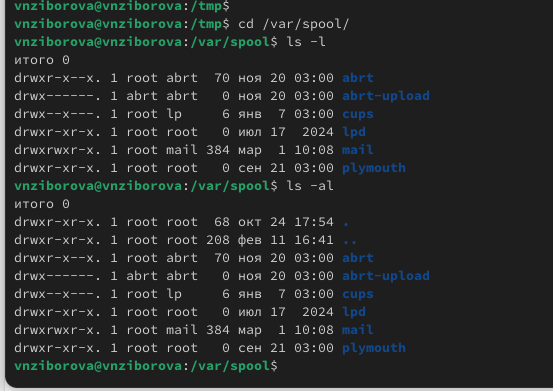 vnziborova@vnziborova:/tmp$
vnziborova@vnziborova:/tmp$ cd /var/spool/
vnziborova@vnziborova:/var/spool$ ls -l
итого 0
drwxr-x--x. 1 root abrt  70 ноя 20 03:00 abrt
drwx------. 1 abrt abrt   0 ноя 20 03:00 abrt-upload
drwx--x---. 1 root lp     6 янв  7 03:00 cups
drwxr-xr-x. 1 root root   0 июл 17  2024 lpd
drwxrwxr-x. 1 root mail 384 мар  1 10:08 mail
drwxr-xr-x. 1 root root   0 сен 21 03:00 plymouth
vnziborova@vnziborova:/var/spool$ ls -al
итого 0
drwxr-xr-x. 1 root root  68 окт 24 17:54 .
drwxr-xr-x. 1 root root 208 фев 11 16:41 ..
drwxr-x--x. 1 root abrt  70 ноя 20 03:00 abrt
drwx------. 1 abrt abrt   0 ноя 20 03:00 abrt-upload
drwx--x---. 1 root lp     6 янв  7 03:00 cups
drwxr-xr-x. 1 root root   0 июл 17  2024 lpd
drwxrwxr-x. 1 root mail 384 мар  1 10:08 mail
drwxr-xr-x. 1 root root   0 сен 21 03:00 plymouth
vnziborova@vnziborova:/var/spool$